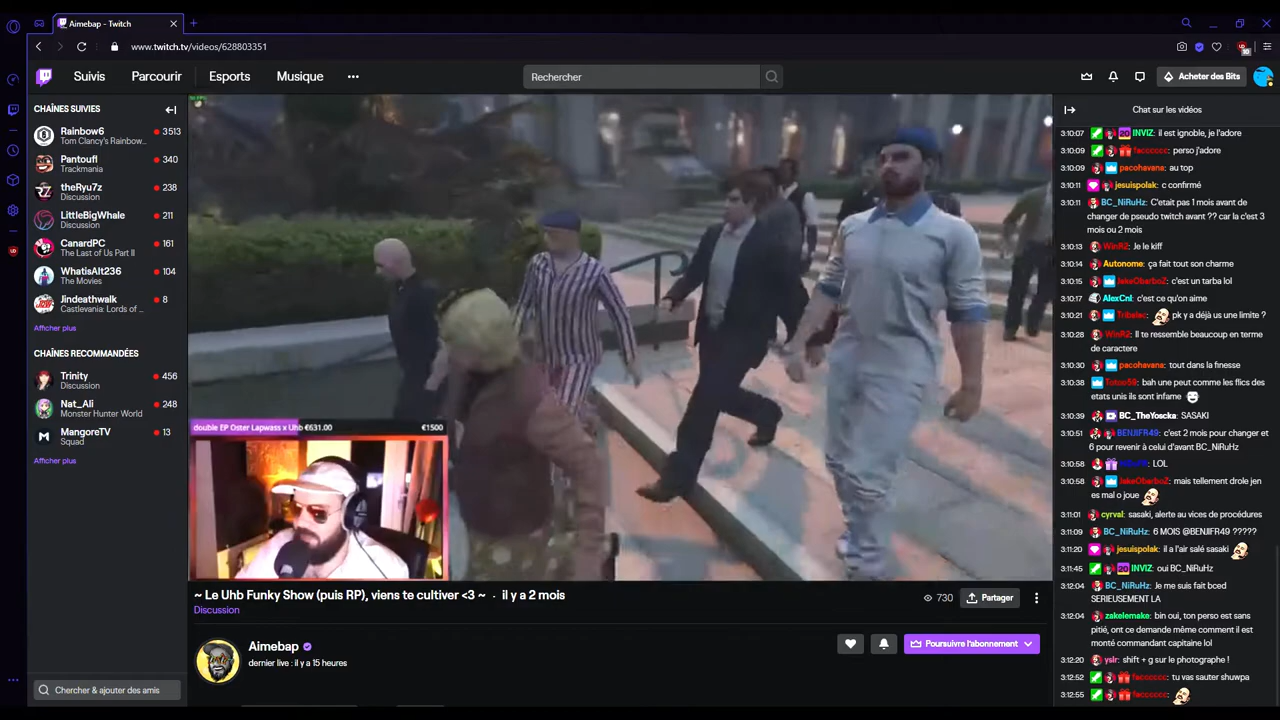 Aimebap - Twitch
www.twitch.tv/videos/628803351
Suivis
Parcourir
Esports
Musique
Rechercher
Acheter des Bits
CHAÎNES SUIVIES
Rainbow6
3513
Tom Clancy's Rainbow...
Pantoufl
340
Trackmania
theRyu7z
238
Discussion
LittleBigWhale
211
Discussion
CanardPC
161
The Last of Us Part II
WhatisAlt236
104
The Movies
Jindeathwalk
8
Castlevania: Lords of ...
Afficher plus
CHAÎNES RECOMMANDÉES
Trinity
456
Discussion
Nat_Ali
248
Monster Hunter World
MangoreTV
13
Squad
Afficher plus
Chercher & ajouter des amis
double EP Oster Lapwass x Uhb €631.00
€1500
~ Le Uhb Funky Show (puis RP), viens te cultiver <3 ~ · il y a 2 mois
Discussion
730
Partager
Aimebap
dernier live : il y a 15 heures
Poursuivre l'abonnement
Chat sur les vidéos
3:10:07 20 INVIZ: il est ignoble, je l'adore
3:10:09 faccccccc: perso j'adore
3:10:09 pacohavana: au top
3:10:11 jesuispolak: c confirmé
3:10:11 BC_NiRuHz: C'etait pas 1 mois avant de
changer de pseudo twitch avant ?? car la c'est 3
mois ou 2 mois
3:10:13 WinRZ: Je le kiff
3:10:14 Autonome: ça fait tout son charme
3:10:15 JakeObarboZ: c'est un tarba lol
3:10:17 AlexCnl: c'est ce qu'on aime
3:10:21 Tribelec: pk y a déjà us une limite ?
3:10:28 WinRZ: Il te ressemble beaucoup en terme
de caractere
3:10:30 pacohavana: tout dans la finesse
3:10:38 Totor59: bah une peut comme les flics des
etats unis ils sont infame
3:10:39 BC_TheYoscka: SASAKI
3:10:51 BENJIFR49: c'est 2 mois pour changer et
6 pour revenir à celui d'avant BC_NiRuHz
3:10:58 LOL
3:10:58 JakeObarboZ: mais tellement drole jen
es mal o joue
3:11:01 cyrval: sasaki, alerte au vices de procédures
3:11:09 BC_NiRuHz: 6 MOIS @BENJIFR49 ?????
3:11:20 jesuispolak: il a l'air salé sasaki
3:11:45 20 INVIZ: oui BC_NiRuHz
3:12:04 BC_NiRuHz: Je me suis fait bced
SERIEUSEMENT LA
3:12:04 zakelemake: bin oui, ton perso est sans
pitié, ont ce demande même comment il est
monté commandant capitaine lol
3:12:20 yslr: shift + g sur le photographe !
3:12:52 faccccccc: tu vas sauter shuwpa
3:12:55 faccccccc: